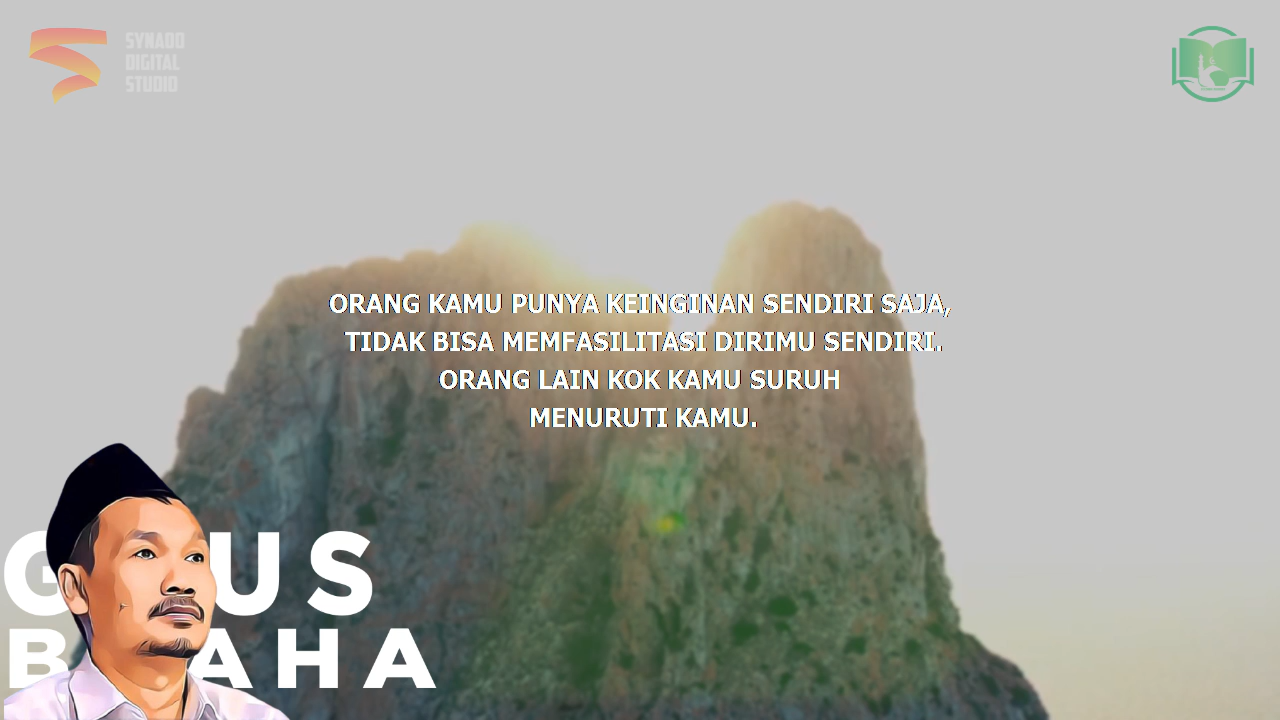 SYNADO
DIGITAL
STUDIO
ORANG KAMU PUNYA KEINGINAN SENDIRI SAJA,
TIDAK BISA MEMFASILITASI DIRIMU SENDIRI.
ORANG LAIN KOK KAMU SURUH
MENURUTI KAMU.
GUS
BAHA